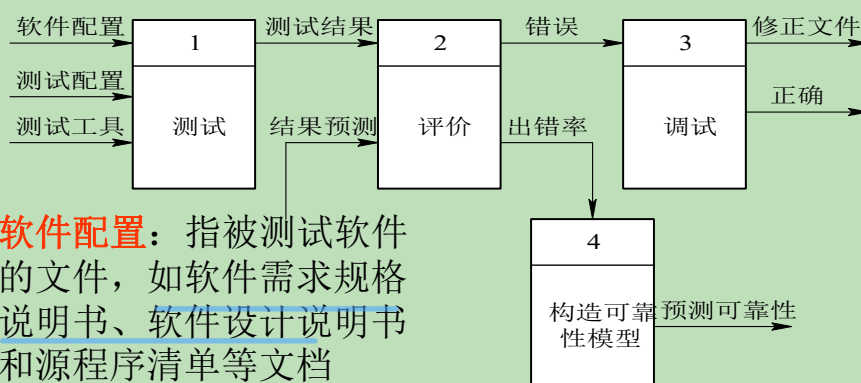 软件配置
1
测试结果
2
错误
3
修正文件
测试配置
正确
测试工具
测试
结果预测
评价
出错率
调试
软件配置：指被测试软件
的文件，如软件需求规格
说明书、软件设计说明书
和源程序清单等文档
4
构造可靠
性模型
预测可靠性